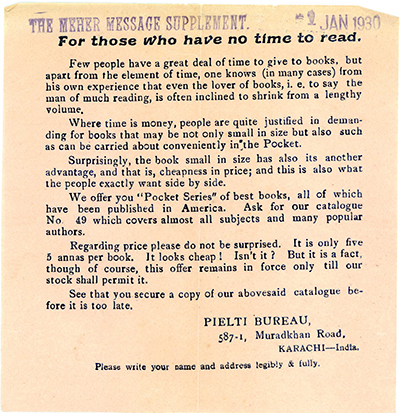 THE MEHER MESSAGE SUPPLEMENT.
2 JAN 1930
For those who have no time to read.
Few people have a great deal of time to give to books, but
apart from the element of time, one knows (in many cases) from
his own experience that even the lover of books, i. e. to say the
man of much reading, is often inclined to shrink from a lengthy
volume.
Where time is money, people are quite justified in deman-
ding for books that may be not only small in size but also such
as can be carried about conveniently in the Pocket.
Surprisingly, the book small in size has also its another
advantage, and that is, cheapness in price; and this is also what
the people exactly want side by side.
We offer you "Pocket Series" of best books, all of which
have been published in America. Ask for our catalogue
No. 49 which covers almost all subjects and many popular
authors.
Regarding price please do not be surprised. It is only five
5 annas per book. It looks cheap! Isn't it? But it is a fact,
though of course, this offer remains in force only till our
stock shall permit it.
See that you secure a copy of our abovesaid catalogue be-
fore it is too late.
PIELTI BUREAU,
587-1, Muradkhan Road,
KARACHI—India.
Please write your name and address legibly & fully.